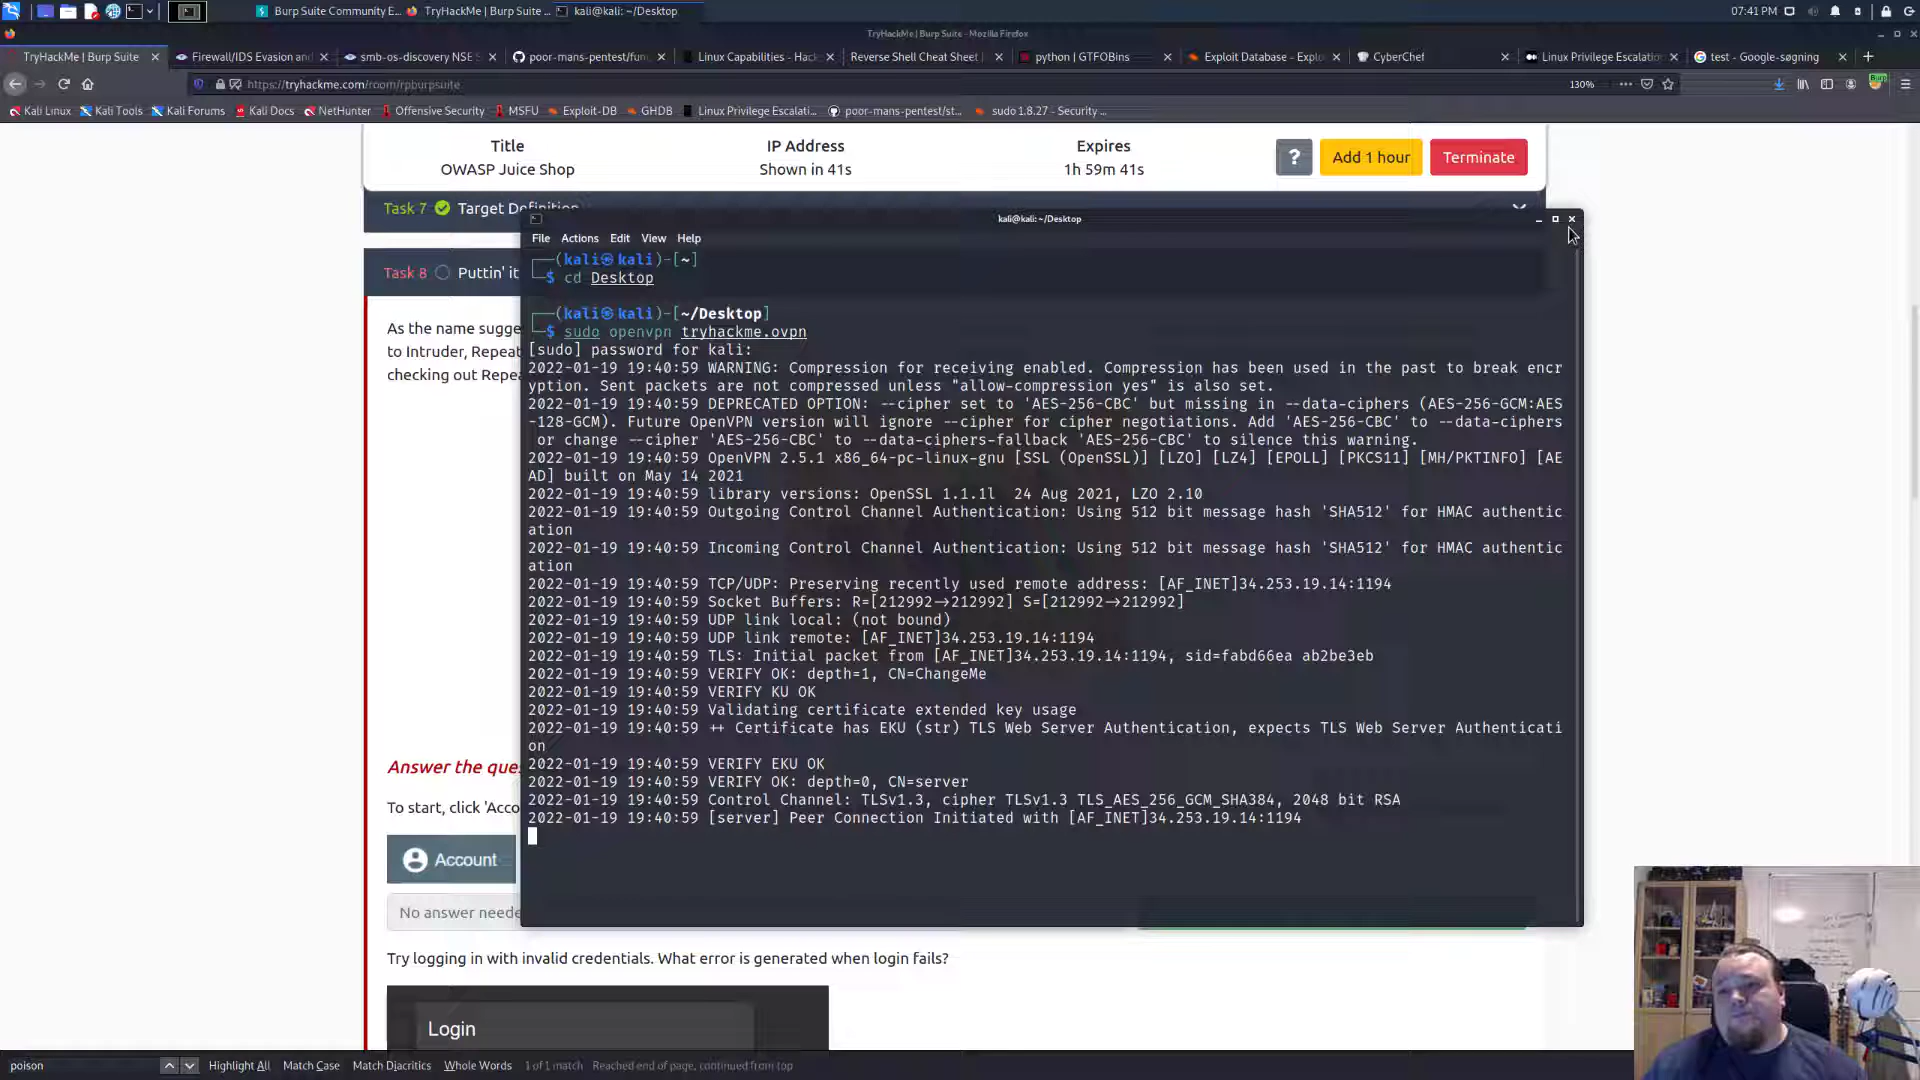 Burp Suite Community E...
TryHackMe | Burp Suite ...
kali@kali: ~/Desktop
07:41 PM
TryHackMe | Burp Suite - Mozilla Firefox
TryHackMe | Burp Suite
Firewall/IDS Evasion and
smb-os-discovery NSE S
poor-mans-pentest/fun
Linux Capabilities - Hack
Reverse Shell Cheat Sheet
python | GTFOBins
Exploit Database - Explo
CyberChef
Linux Privilege Escalatio
test - Google-søgning
https://tryhackme.com/room/rpburpsuite
130%
Burp
Kali Linux
Kali Tools
Kali Forums
Kali Docs
NetHunter
Offensive Security
MSFU
Exploit-DB
GHDB
Linux Privilege Escalati...
poor-mans-pentest/st...
sudo 1.8.27 - Security ...
Title
IP Address
Expires
OWASP Juice Shop
Shown in 41s
1h 59m 41s
?
Add 1 hour
Terminate
Task 7
Target Definition
Task 8
Puttin' it
As the name sugge
to Intruder, Repeat
checking out Repe
kali@kali: ~/Desktop
File Actions Edit View Help
┌──(kali㉿kali)-[~]
└─$ cd Desktop
┌──(kali㉿kali)-[~/Desktop]
└─$ sudo openvpn tryhackme.ovpn
[sudo] password for kali:
2022-01-19 19:40:59 WARNING: Compression for receiving enabled. Compression has been used in the past to break encr
yption. Sent packets are not compressed unless "allow-compression yes" is also set.
2022-01-19 19:40:59 DEPRECATED OPTION: --cipher set to 'AES-256-CBC' but missing in --data-ciphers (AES-256-GCM:AES
-128-GCM). Future OpenVPN version will ignore --cipher for cipher negotiations. Add 'AES-256-CBC' to --data-ciphers
or change --cipher 'AES-256-CBC' to --data-ciphers-fallback 'AES-256-CBC' to silence this warning.
2022-01-19 19:40:59 OpenVPN 2.5.1 x86_64-pc-linux-gnu [SSL (OpenSSL)] [LZO] [LZ4] [EPOLL] [PKCS11] [MH/PKTINFO] [AE
AD] built on May 14 2021
2022-01-19 19:40:59 library versions: OpenSSL 1.1.1l  24 Aug 2021, LZO 2.10
2022-01-19 19:40:59 Outgoing Control Channel Authentication: Using 512 bit message hash 'SHA512' for HMAC authentic
ation
2022-01-19 19:40:59 Incoming Control Channel Authentication: Using 512 bit message hash 'SHA512' for HMAC authentic
ation
2022-01-19 19:40:59 TCP/UDP: Preserving recently used remote address: [AF_INET]34.253.19.14:1194
2022-01-19 19:40:59 Socket Buffers: R=[212992→212992] S=[212992→212992]
2022-01-19 19:40:59 UDP link local: (not bound)
2022-01-19 19:40:59 UDP link remote: [AF_INET]34.253.19.14:1194
2022-01-19 19:40:59 TLS: Initial packet from [AF_INET]34.253.19.14:1194, sid=fabd66ea ab2be3eb
2022-01-19 19:40:59 VERIFY OK: depth=1, CN=ChangeMe
2022-01-19 19:40:59 VERIFY KU OK
2022-01-19 19:40:59 Validating certificate extended key usage
2022-01-19 19:40:59 ++ Certificate has EKU (str) TLS Web Server Authentication, expects TLS Web Server Authenticati
on
2022-01-19 19:40:59 VERIFY EKU OK
2022-01-19 19:40:59 VERIFY OK: depth=0, CN=server
2022-01-19 19:40:59 Control Channel: TLSv1.3, cipher TLSv1.3 TLS_AES_256_GCM_SHA384, 2048 bit RSA
2022-01-19 19:40:59 [server] Peer Connection Initiated with [AF_INET]34.253.19.14:1194
Answer the ques
To start, click 'Acco
Account
No answer neede
Try logging in with invalid credentials. What error is generated when login fails?
Login
poison
Highlight All
Match Case
Match Diacritics
Whole Words
1 of 1 match
Reached end of page, continued from top